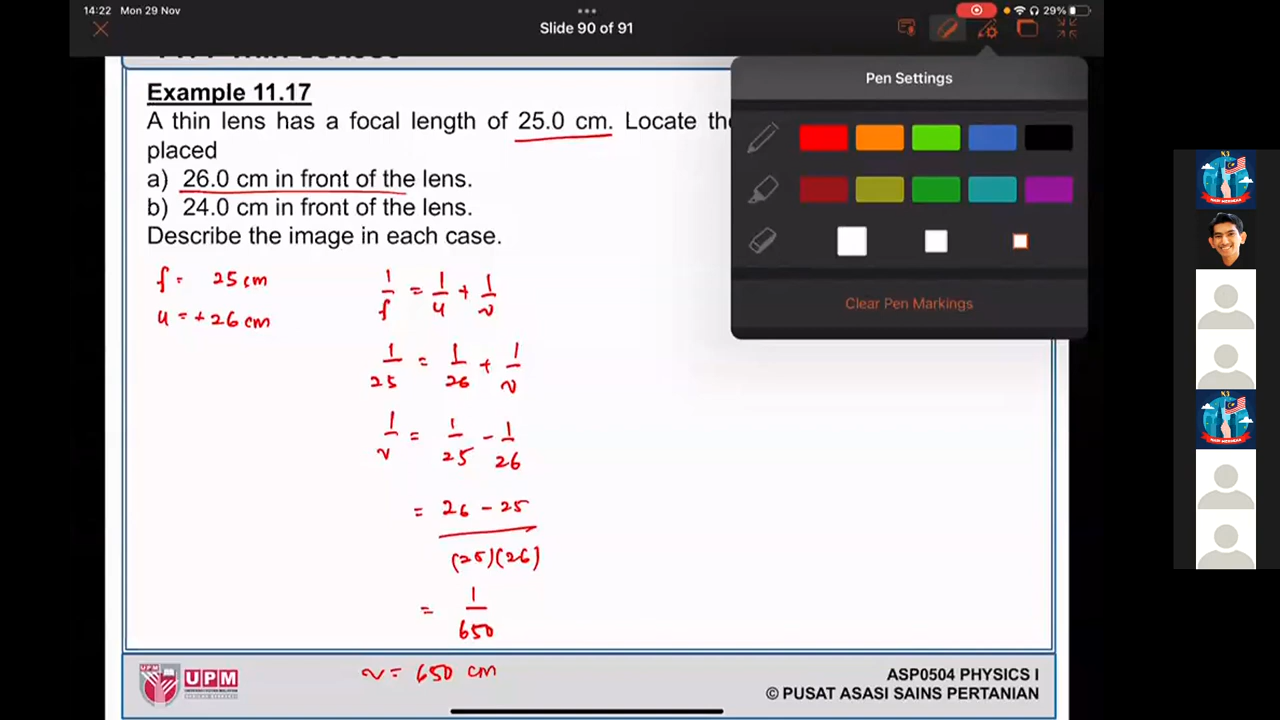 14:22 Mon 29 Nov
29%
Slide 90 of 91
Pen Settings
Clear Pen Markings
Example 11.17
A thin lens has a focal length of 25.0 cm. Locate the
placed
a) 26.0 cm in front of the lens.
b) 24.0 cm in front of the lens.
Describe the image in each case.
f = 25 cm
u = + 26 cm
1/f = 1/u + 1/v
1/25 = 1/26 + 1/v
1/v = 1/25 - 1/26
= 26 - 25 / (25)(26)
= 1/650
v = 650 cm
UPM
UPM
ASP0504 PHYSICS I
© PUSAT ASASI SAINS PERTANIAN